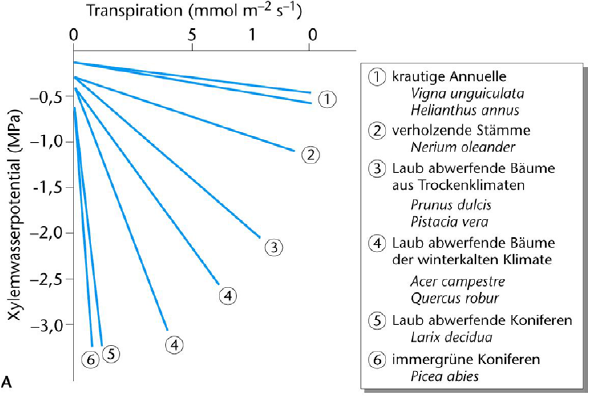 Transpiration (mmol m⁻² s⁻¹)
0 5 1 0
Xylemwasserpotential (MPa)
−0,5
−1,0
−1,5
−2,0
−2,5
−3,0
1
2
3
4
4
5
6
A
1 krautige Annuelle
Vigna unguiculata
Helianthus annus
2 verholzende Stämme
Nerium oleander
3 Laub abwerfende Bäume
aus Trockenklimaten
Prunus dulcis
Pistacia vera
4 Laub abwerfende Bäume
der winterkalten Klimate
Acer campestre
Quercus robur
5 Laub abwerfende Koniferen
Larix decidua
6 immergrüne Koniferen
Picea abies